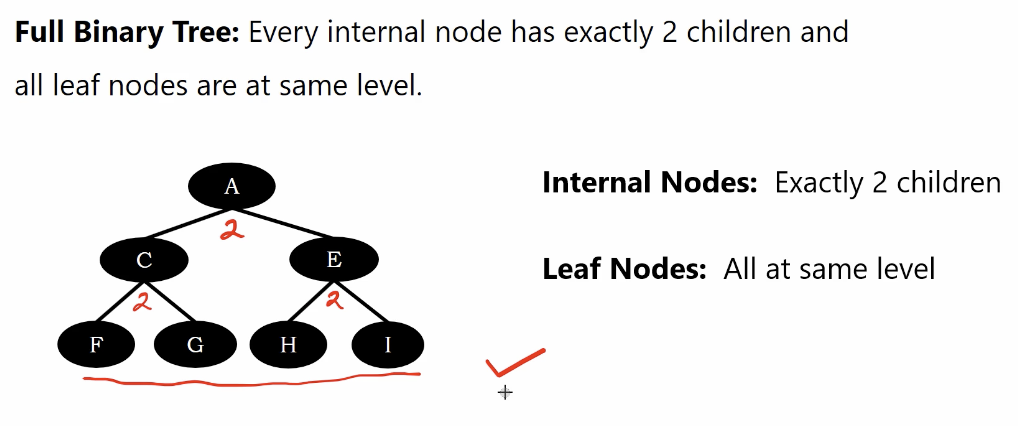 Full Binary Tree: Every internal node has exactly 2 children and
all leaf nodes are at same level.
A
2
Internal Nodes: Exactly 2 children
C
E
Leaf Nodes: All at same level
2
2
F
G
H
I